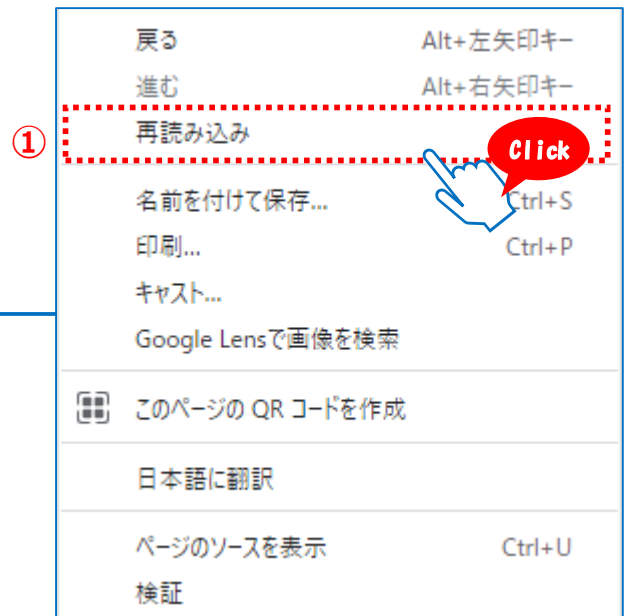 戻る Alt+左矢印キー
進む Alt+右矢印キー
① 再読み込み Click
名前を付けて保存... Ctrl+S
印刷... Ctrl+P
キャスト...
Google Lensで画像を検索
このページの QR コードを作成
日本語に翻訳
ページのソースを表示 Ctrl+U
検証